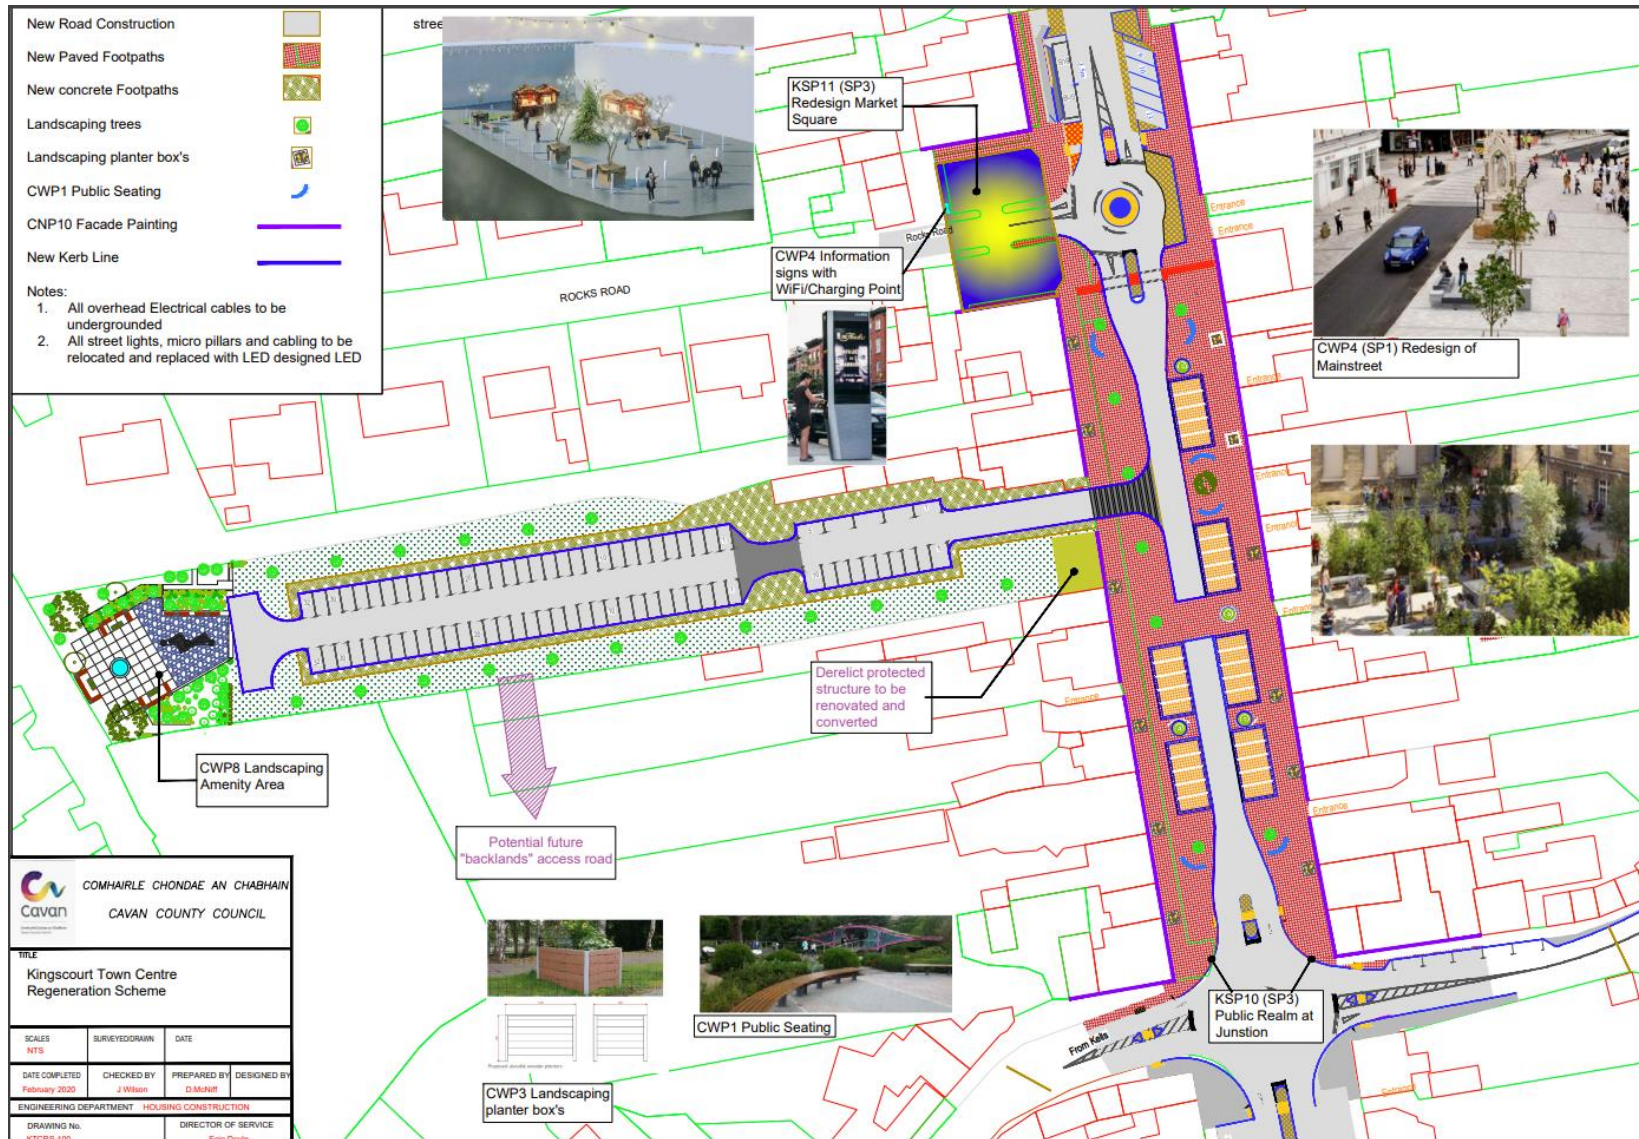 New Road Construction
New Paved Footpaths
New concrete Footpaths
Landscaping trees
Landscaping planter box's
CWP1 Public Seating
CNP10 Facade Painting
New Kerb Line
Notes:
1. All overhead Electrical cables to be
undergrounded
2. All street lights, micro pillars and cabling to be
relocated and replaced with LED designed LED
KSP11 (SP3)
Redesign Market
Square
Rocks Road
CWP4 Information
signs with
WiFi/Charging Point
ROCKS ROAD
Entrance
Entrance
CWP4 (SP1) Redesign of
Mainstreet
Entrance
Entrance
Entrance
Entrance
Entrance
Entrance
Entrance
Entrance
Derelict protected
structure to be
renovated and
converted
CWP8 Landscaping
Amenity Area
Potential future
"backlands" access road
CWP1 Public Seating
CWP3 Landscaping
planter box's
KSP10 (SP3)
Public Realm at
Junstion
From Kells
Entrance
Cavan
COMHAIRLE CHONDAE AN CHABHAIN
CAVAN COUNTY COUNCIL
TITLE
Kingscourt Town Centre
Regeneration Scheme
SCALES
NTS
SURVEYED/DRAWN
DATE
DATE COMPLETED
February 2020
CHECKED BY
J Wilson
PREPARED BY
D.McNiff
DESIGNED BY
ENGINEERING DEPARTMENT HOUSING CONSTRUCTION
DRAWING No.
DIRECTOR OF SERVICE